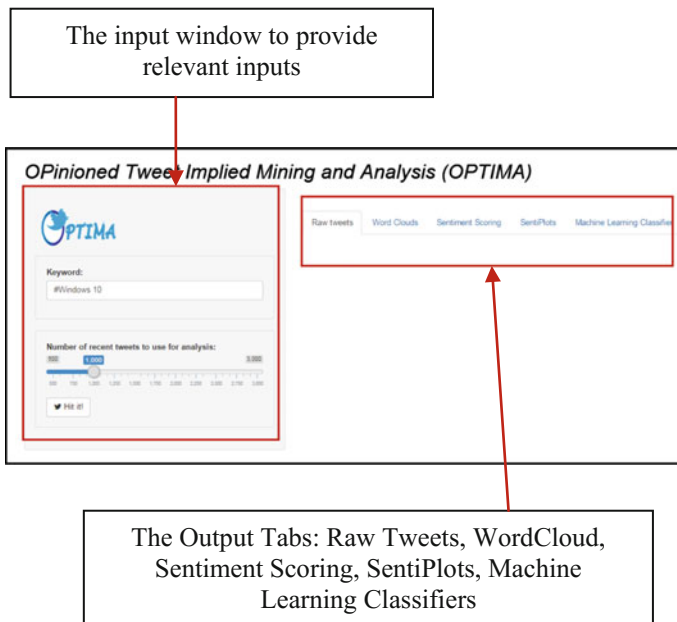 The input window to provide
relevant inputs
OPinioned Tweet Implied Mining and Analysis (OPTIMA)
OPTIMA
Raw tweets Word Clouds Sentiment Scoring SentiPlots Machine Learning Classifier
Keyword:
#Windows 10
Number of recent tweets to use for analysis:
500 1,000 3,000
Hit it!
The Output Tabs: Raw Tweets, WordCloud,
Sentiment Scoring, SentiPlots, Machine
Learning Classifiers